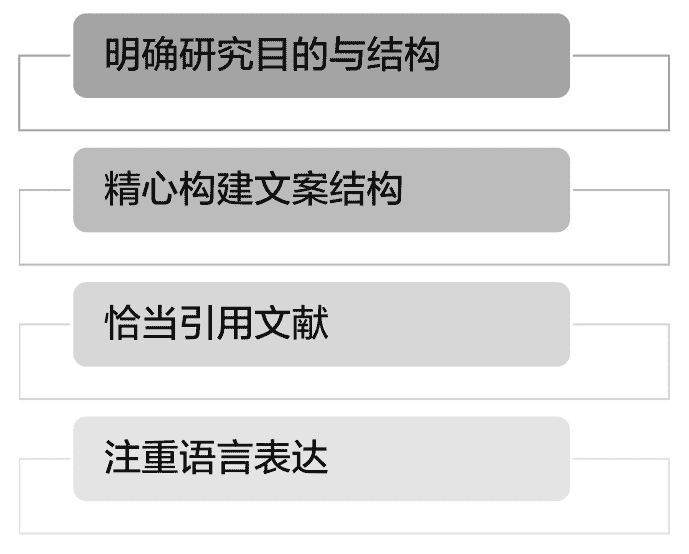 明确研究目的与结构
精心构建文案结构
恰当引用文献
注重语言表达